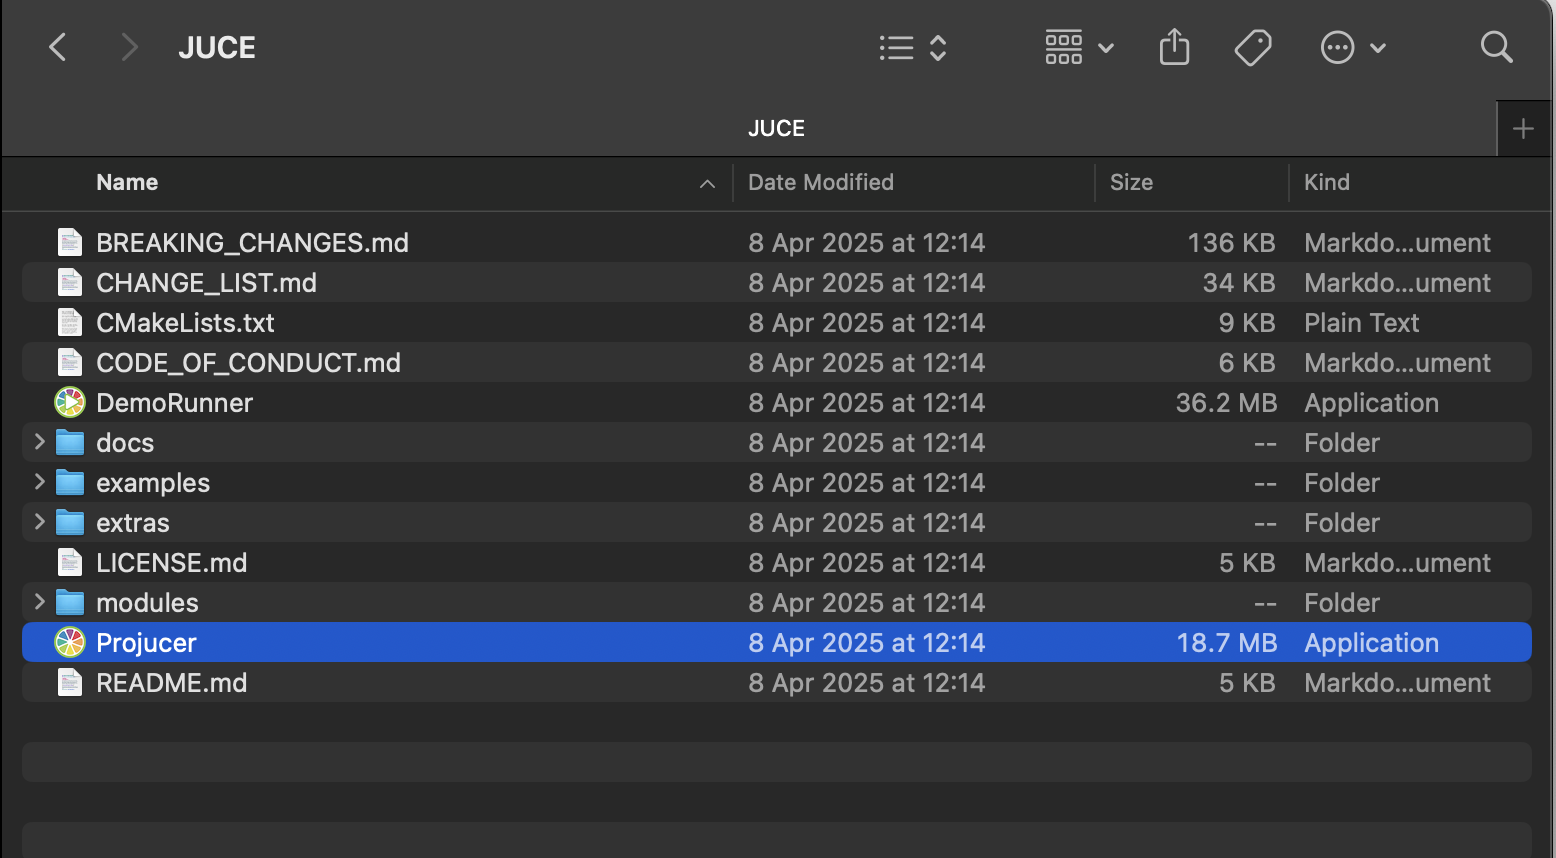 JUCE
JUCE
Name Date Modified Size Kind
BREAKING_CHANGES.md 8 Apr 2025 at 12:14 136 KB Markdo...ument
CHANGE_LIST.md 8 Apr 2025 at 12:14 34 KB Markdo...ument
CMakeLists.txt 8 Apr 2025 at 12:14 9 KB Plain Text
CODE_OF_CONDUCT.md 8 Apr 2025 at 12:14 6 KB Markdo...ument
DemoRunner 8 Apr 2025 at 12:14 36.2 MB Application
docs 8 Apr 2025 at 12:14 -- Folder
examples 8 Apr 2025 at 12:14 -- Folder
extras 8 Apr 2025 at 12:14 -- Folder
LICENSE.md 8 Apr 2025 at 12:14 5 KB Markdo...ument
modules 8 Apr 2025 at 12:14 -- Folder
Projucer 8 Apr 2025 at 12:14 18.7 MB Application
README.md 8 Apr 2025 at 12:14 5 KB Markdo...ument